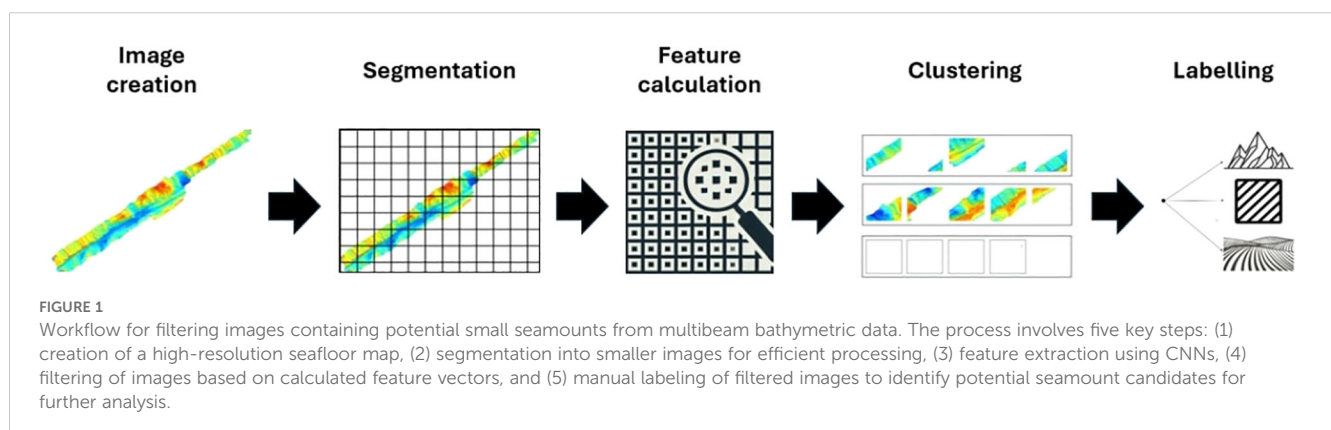 Image
creation
Segmentation
Feature
calculation
Clustering
Labelling
FIGURE 1
Workflow for filtering images containing potential small seamounts from multibeam bathymetric data. The process involves five key steps: (1)
creation of a high-resolution seafloor map, (2) segmentation into smaller images for efficient processing, (3) feature extraction using CNNs, (4)
filtering of images based on calculated feature vectors, and (5) manual labeling of filtered images to identify potential seamount candidates for
further analysis.